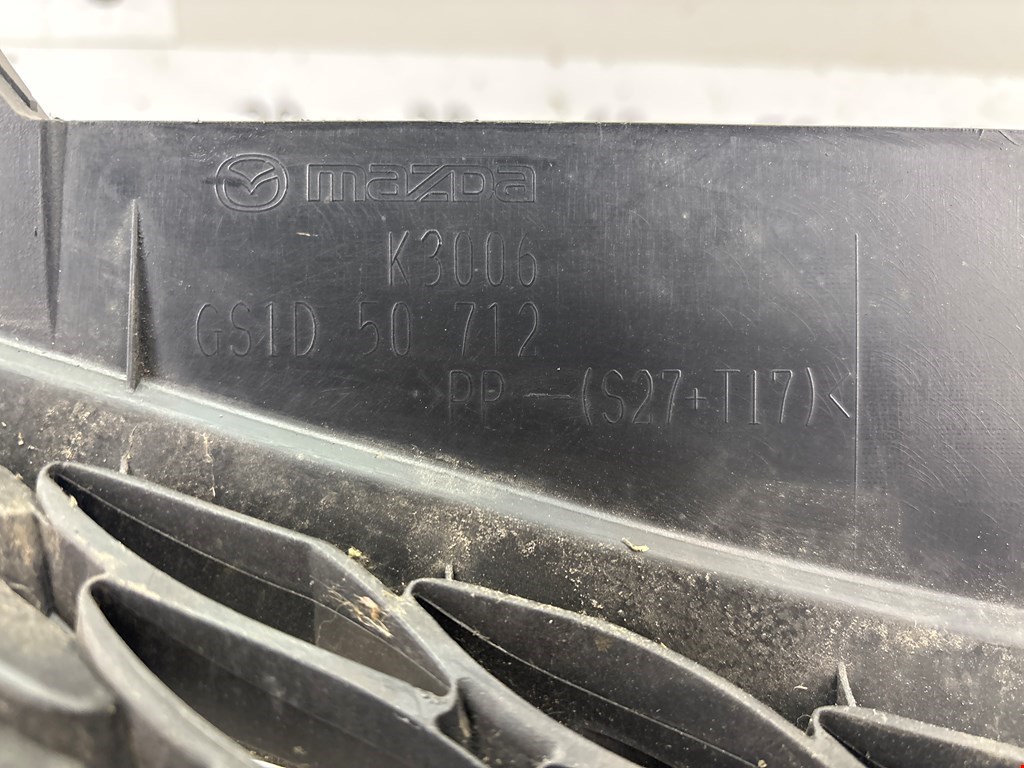 mazda
K3006
GS1D 50 712
PP-(S27+T17)<